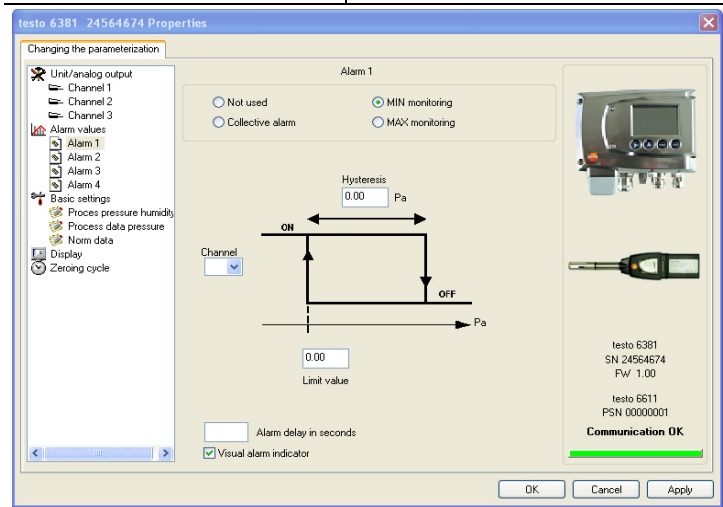 testo 6381 24564674 Properties
Changing the parameterization
Unit/analog output
Channel 1
Channel 2
Channel 3
Alarm values
Alarm 1
Alarm 2
Alarm 3
Alarm 4
Basic settings
Proces pressure humidity
Process data pressure
Norm data
Display
Zeroing cycle
Alarm 1
Not used
MIN monitoring
Collective alarm
MAX monitoring
Hysteresis
0.00 Pa
ON
Channel
OFF
Pa
0.00
Limit value
Alarm delay in seconds
Visual alarm indicator
testo 6381
SN 24564674
FW 1.00
testo 6611
PSN 00000001
Communication OK
OK
Cancel
Apply